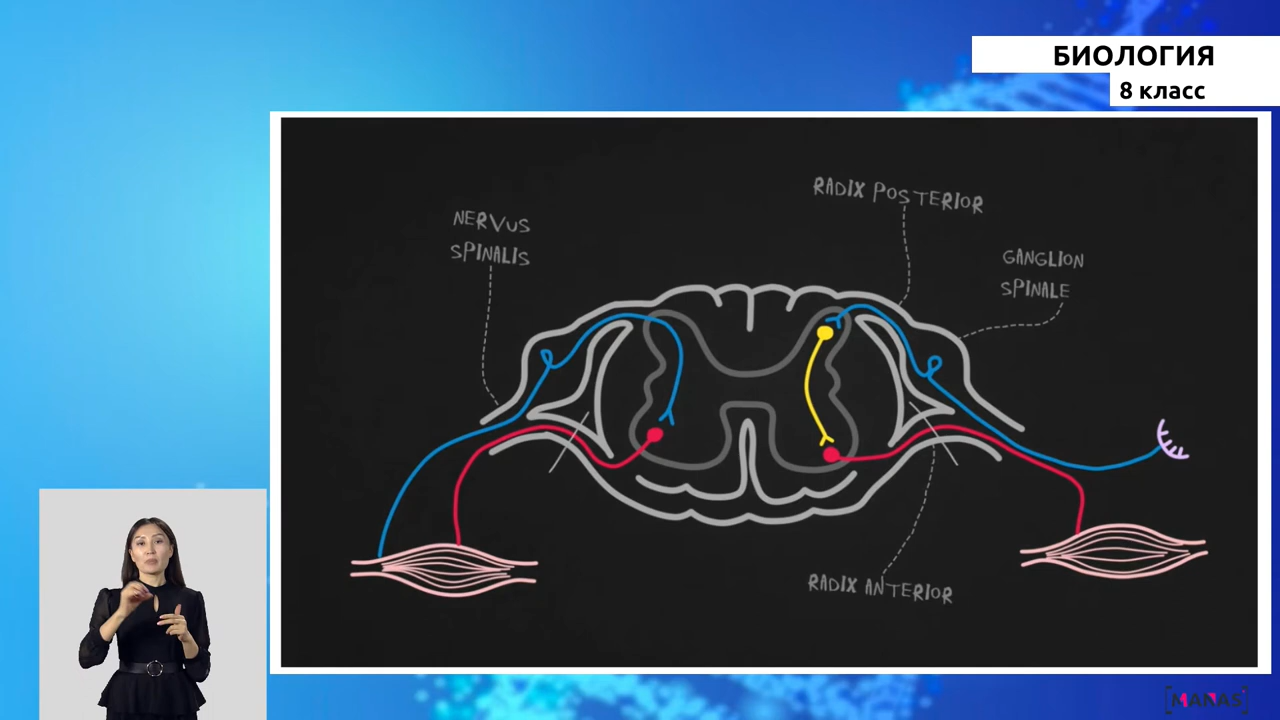 БИОЛОГИЯ
8 класс
RADIX POSTERIOR
NERVUS
SPINALIS
GANGLION
SPINALE
RADIX ANTERIOR
MANAS